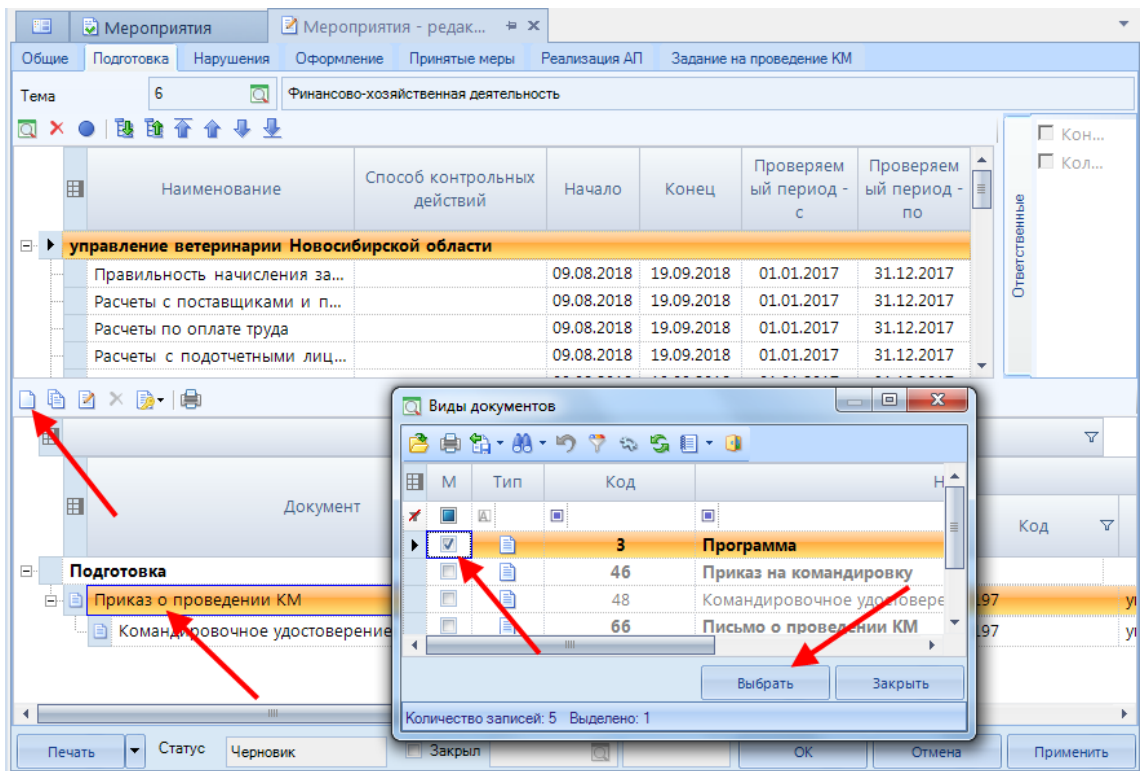 Мероприятия
Мероприятия - редак...
Общие Подготовка Нарушения Оформление Принятые меры Реализация АП Задание на проведение КМ
Тема 6 Финансово-хозяйственная деятельность
Кон...
Кол...
Ответственные
Наименование Способ контрольных действий Начало Конец Проверяем ый период - с Проверяем ый период - по
управление ветеринарии Новосибирской области
Правильность начисления за... 09.08.2018 19.09.2018 01.01.2017 31.12.2017
Расчеты с поставщиками и п... 09.08.2018 19.09.2018 01.01.2017 31.12.2017
Расчеты по оплате труда 09.08.2018 19.09.2018 01.01.2017 31.12.2017
Расчеты с подотчетными лиц... 09.08.2018 19.09.2018 01.01.2017 31.12.2017
Документ
Код
Подготовка
Приказ о проведении КМ 197
Командировочное удостоверение 197
Виды документов
М Тип Код Н
3 Программа
46 Приказ на командировку
48 Командировочное удостовере
66 Письмо о проведении КМ
Выбрать Закрыть
Количество записей: 5 Выделено: 1
Печать Статус Черновик Закрыл ОК Отмена Применить